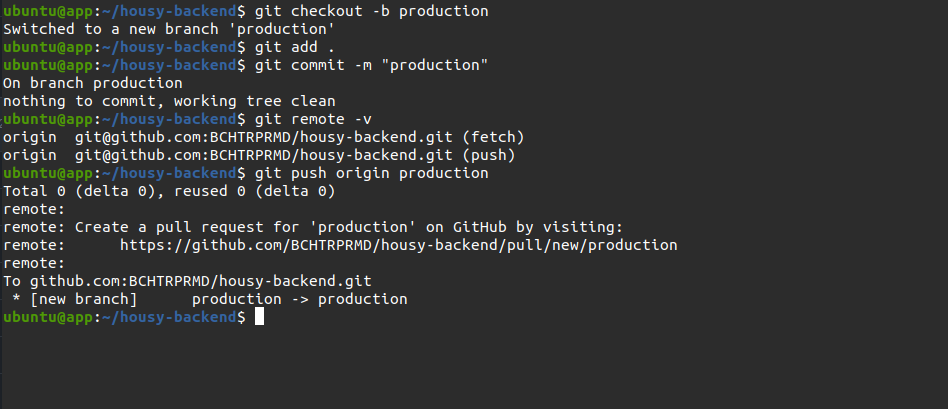 ubuntu@app:~/housy-backend$ git checkout -b production
Switched to a new branch 'production'
ubuntu@app:~/housy-backend$ git add .
ubuntu@app:~/housy-backend$ git commit -m "production"
On branch production
nothing to commit, working tree clean
ubuntu@app:~/housy-backend$ git remote -v
origin  git@github.com:BCHTRPRMD/housy-backend.git (fetch)
origin  git@github.com:BCHTRPRMD/housy-backend.git (push)
ubuntu@app:~/housy-backend$ git push origin production
Total 0 (delta 0), reused 0 (delta 0)
remote:
remote: Create a pull request for 'production' on GitHub by visiting:
remote:      https://github.com/BCHTRPRMD/housy-backend/pull/new/production
remote:
To github.com:BCHTRPRMD/housy-backend.git
 * [new branch]      production -> production
ubuntu@app:~/housy-backend$